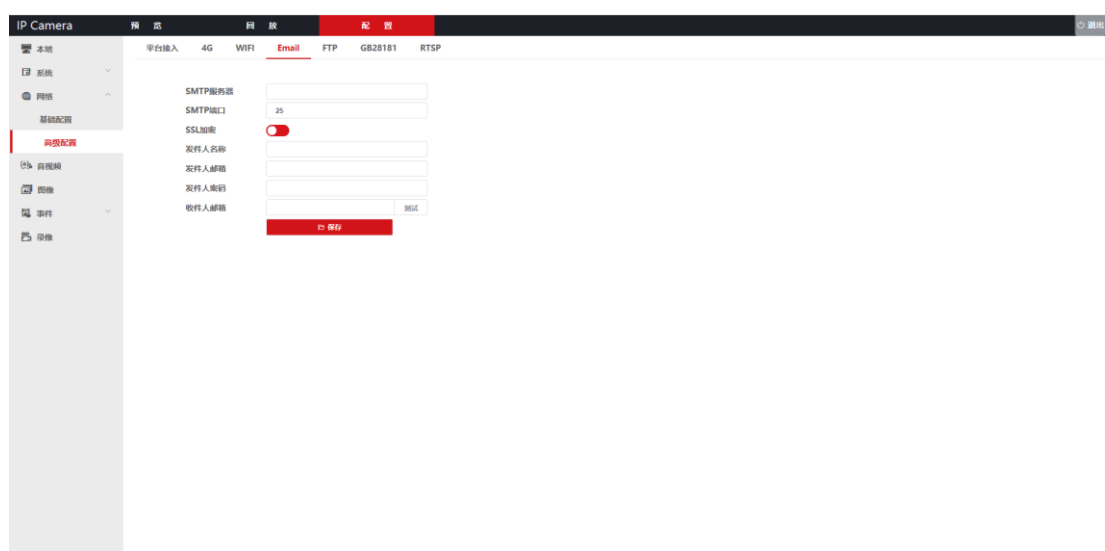 IP Camera 预 览 回 放 配 置 退出
本地
系统
网络
基础配置
高级配置
音视频
图像
事件
录像
平台接入 4G WIFI Email FTP GB28181 RTSP
SMTP服务器
SMTP端口 25
SSL加密
发件人名称
发件人邮箱
发件人密码
收件人邮箱 测试
保存